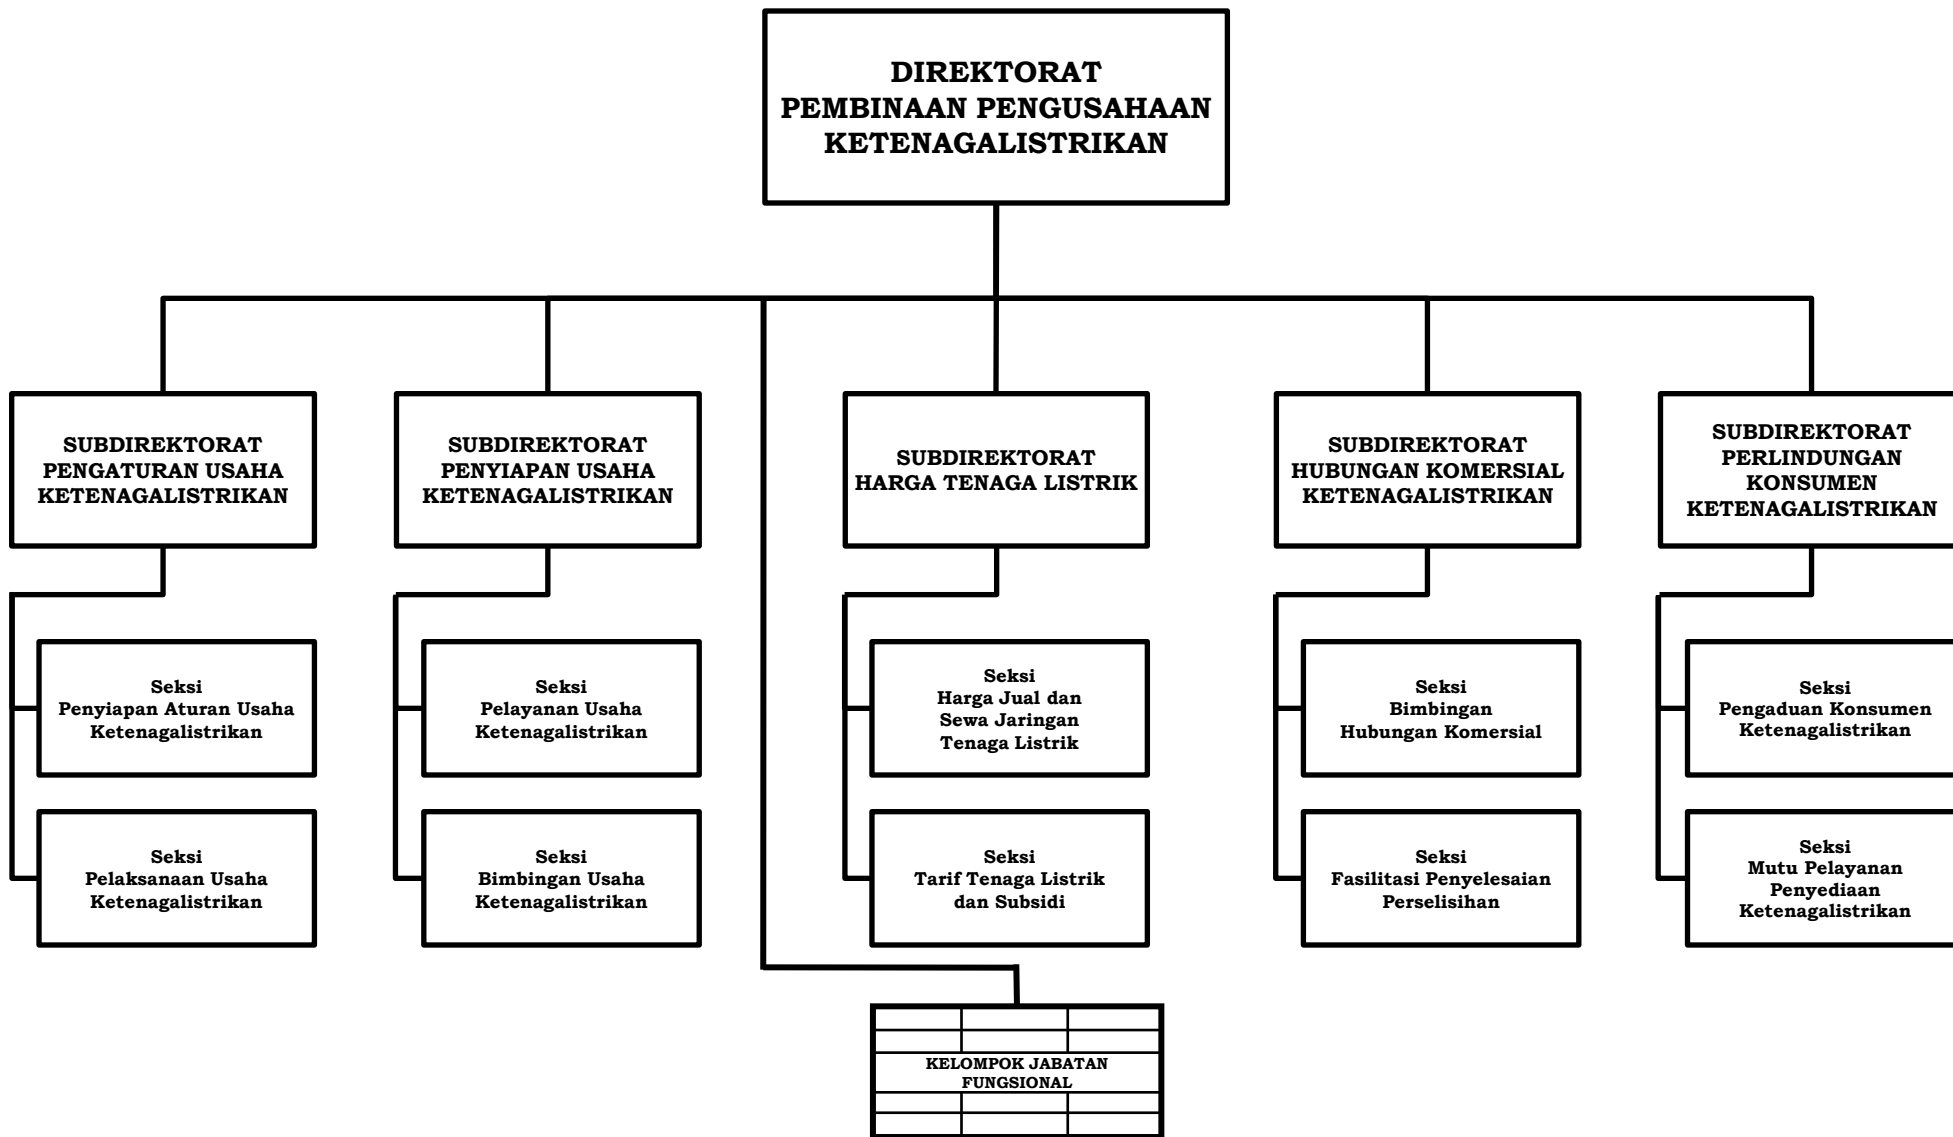 DIREKTORAT
PEMBINAAN PENGUSAHAAN
KETENAGALISTRIKAN
SUBDIREKTORAT
PENGATURAN USAHA
KETENAGALISTRIKAN
SUBDIREKTORAT
PENYIAPAN USAHA
KETENAGALISTRIKAN
SUBDIREKTORAT
HARGA TENAGA LISTRIK
SUBDIREKTORAT
HUBUNGAN KOMERSIAL
KETENAGALISTRIKAN
SUBDIREKTORAT
PERLINDUNGAN
KONSUMEN
KETENAGALISTRIKAN
Seksi
Penyiapan Aturan Usaha
Ketenagalistrikan
Seksi
Pelayanan Usaha
Ketenagalistrikan
Seksi
Harga Jual dan
Sewa Jaringan
Tenaga Listrik
Seksi
Bimbingan
Hubungan Komersial
Seksi
Pengaduan Konsumen
Ketenagalistrikan
Seksi
Pelaksanaan Usaha
Ketenagalistrikan
Seksi
Bimbingan Usaha
Ketenagalistrikan
Seksi
Tarif Tenaga Listrik
dan Subsidi
Seksi
Fasilitasi Penyelesaian
Perselisihan
Seksi
Mutu Pelayanan
Penyediaan
Ketenagalistrikan
KELOMPOK JABATAN
FUNGSIONAL